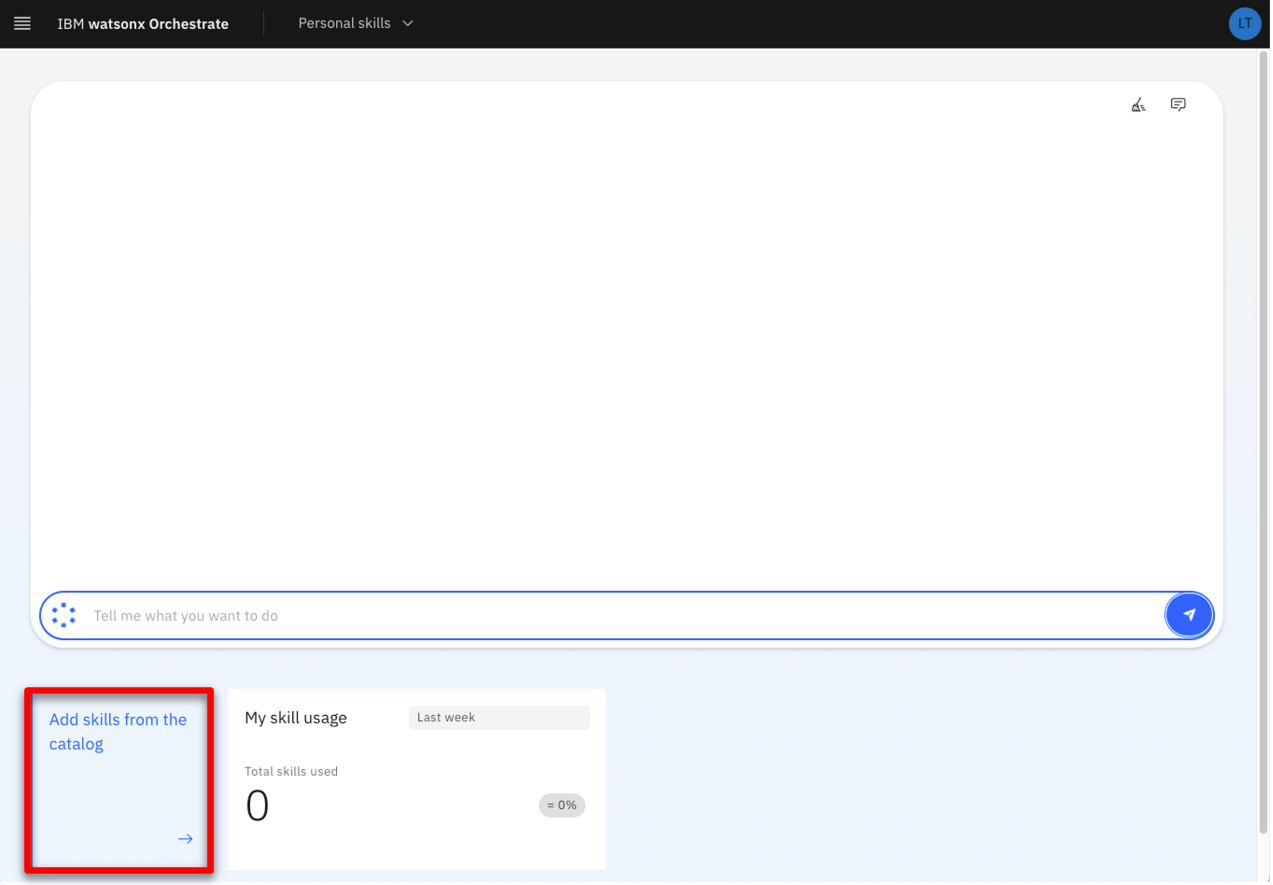 IBM watsonx Orchestrate
Personal skills
LT
Tell me what you want to do
Add skills from the
catalog
My skill usage
Last week
Total skills used
0
= 0%